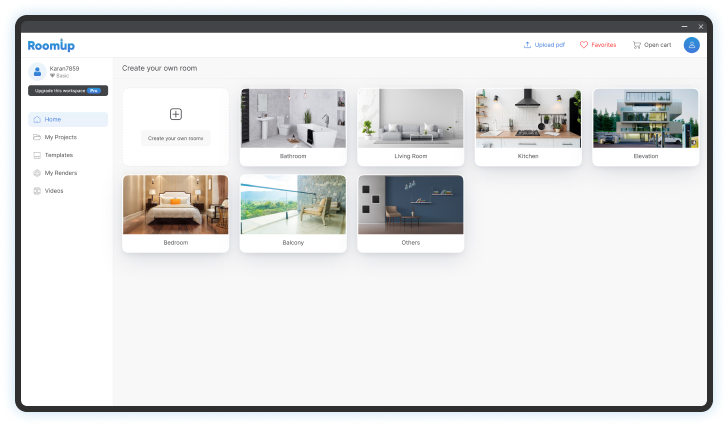 RoomUp
Upload pdf
Favorites
Open cart
Karan7859
Basic
Upgrade this workspace Pro
Home
My Projects
Templates
My Renders
Videos
Create your own room
Create your own roomv
Bathroom
Living Room
Kitchen
Elevation
Bedroom
Balcony
Others